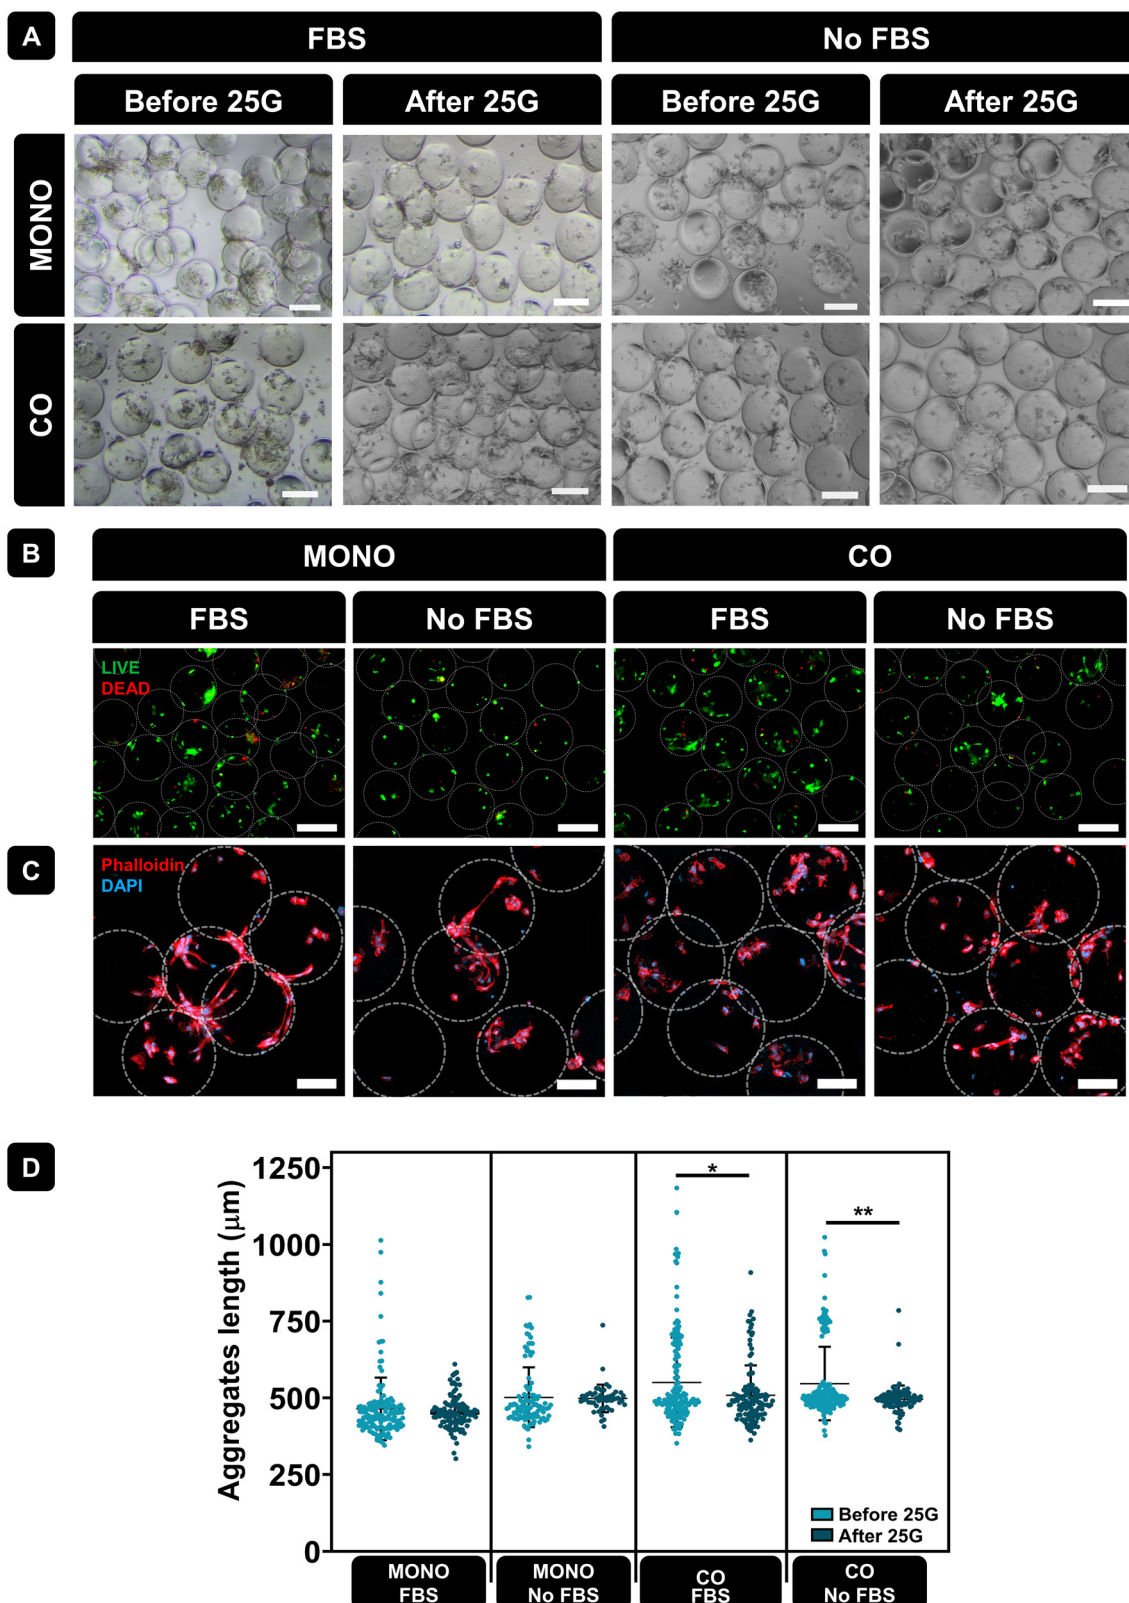 A
FBS
No FBS
Before 25G
After 25G
Before 25G
After 25G
MONO
CO
B
MONO
CO
FBS
No FBS
FBS
No FBS
LIVE
DEAD
C
Phalloidin
DAPI
D
Aggregates length (μm)
1250
1000
750
500
250
0
*
**
Before 25G
After 25G
MONO
FBS
MONO
No FBS
CO
FBS
CO
No FBS